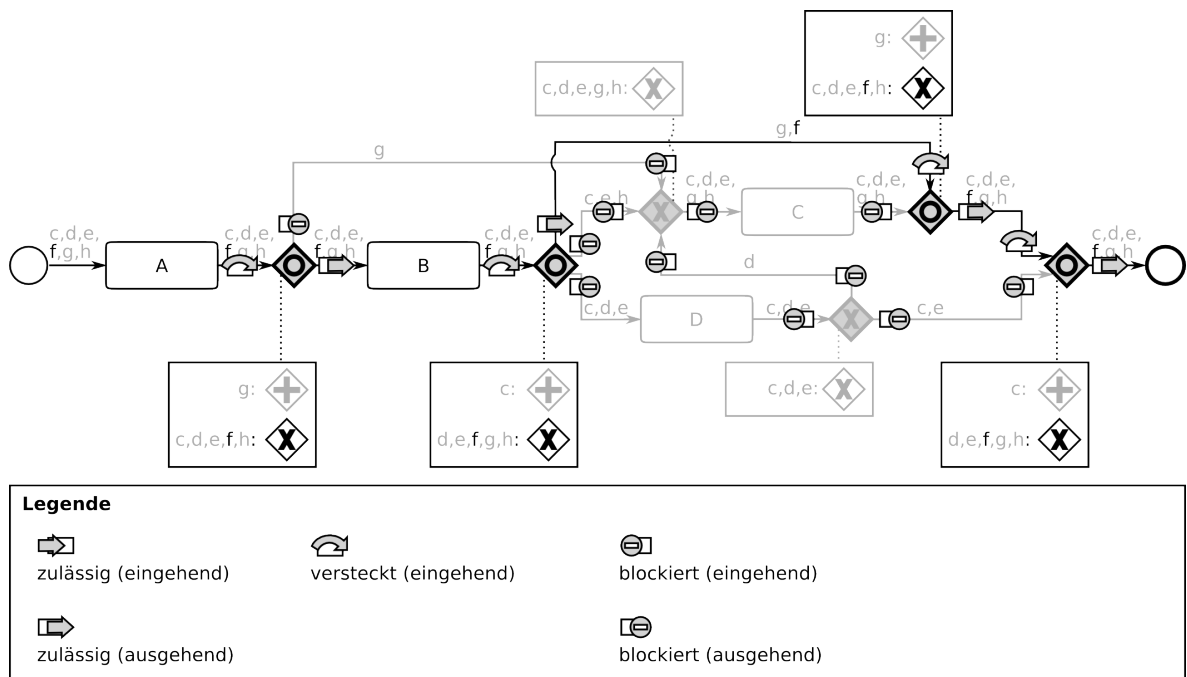 g:
c,d,e,f,h:
c,d,e,g,h:
g,f
g
c,d,e,
f,g,h
A
c,d,e,
f,g,h
c,d,e,
f,g,h
B
c,d,e,
f,g,h
c,e,h
c,d,e,
g,h
C
c,d,e,
g,h
c,d,e,
f,g,h
c,d,e,
f,g,h
d
c,d,e
D
c,d,e
c,e
g:
c,d,e,f,h:
c:
d,e,f,g,h:
c,d,e:
c:
d,e,f,g,h:
Legende
zulässig (eingehend)
versteckt (eingehend)
blockiert (eingehend)
zulässig (ausgehend)
blockiert (ausgehend)